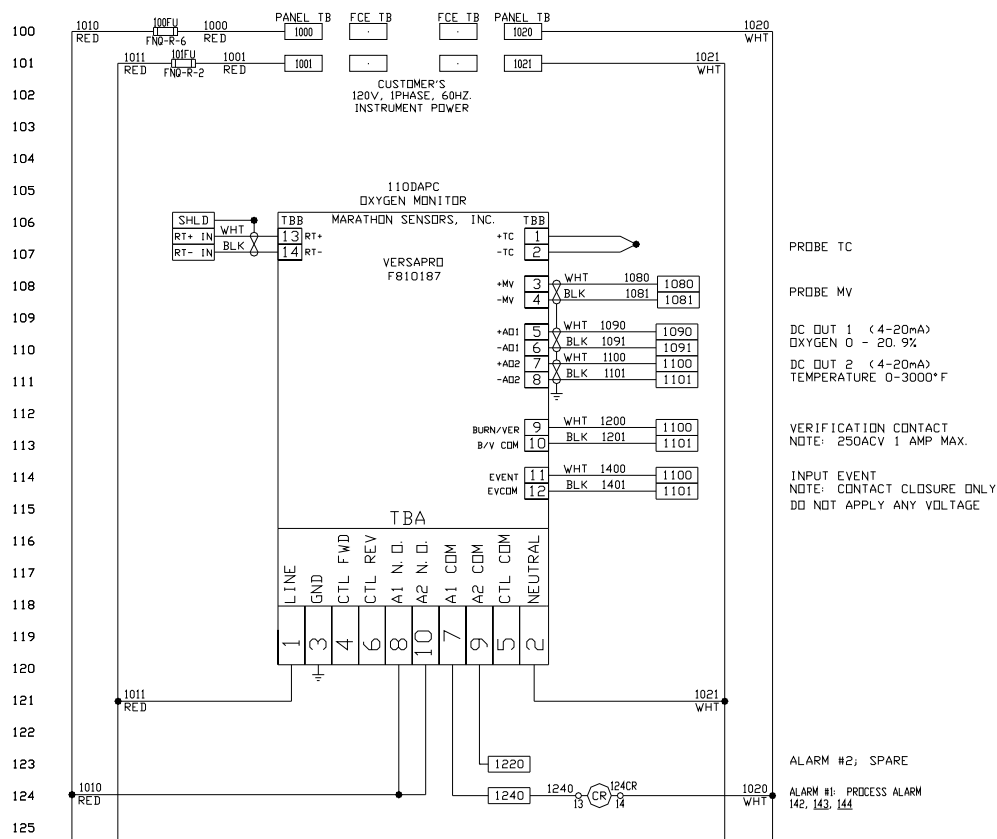 PANEL TB FCE TB FCE TB PANEL TB
100 1010 RED 100FU FNQ-R-6 1000 RED 1000 1020 1020 WHT
101 1011 RED 101FU FNQ-R-2 1001 RED 1001 1021 1021 WHT
CUSTOMER'S
102 120V, 1PHASE, 60HZ.
INSTRUMENT POWER
103
104
105 110DAPC
OXYGEN MONITOR
106 SHLD TBB MARATHON SENSORS, INC. TBB
RT+ IN WHT 13 RT+ +TC 1
107 RT- IN BLK 14 RT- -TC 2 PROBE TC
VERSAPRO
F810187
108 +MV 3 WHT 1080 1080
-MV 4 BLK 1081 1081 PROBE MV
109 +AO1 5 WHT 1090 1090 DC OUT 1 (4-20mA)
110 -AO1 6 BLK 1091 1091 OXYGEN 0 - 20.9%
+AO2 7 WHT 1100 1100 DC OUT 2 (4-20mA)
111 -AO2 8 BLK 1101 1101 TEMPERATURE 0-3000°F
112 BURN/VER 9 WHT 1200 1100 VERIFICATION CONTACT
113 B/V COM 10 BLK 1201 1101 NOTE: 250ACV 1 AMP MAX.
114 EVENT 11 WHT 1400 1100 INPUT EVENT
EVCOM 12 BLK 1401 1101 NOTE: CONTACT CLOSURE ONLY
115 DO NOT APPLY ANY VOLTAGE
TBA
116
117
118 LINE GND CTL FWD CTL REV A1 N.O. A2 N.O. A1 COM A2 COM CTL COM NEUTRAL
119 1 3 4 6 8 10 7 9 5 2
120
121 1011 RED 1021 WHT
122
123 1220 ALARM #2; SPARE
124 1010 RED 1240 1240 13 CR 124CR 14 1020 WHT ALARM #1: PROCESS ALARM
142, 143, 144
125